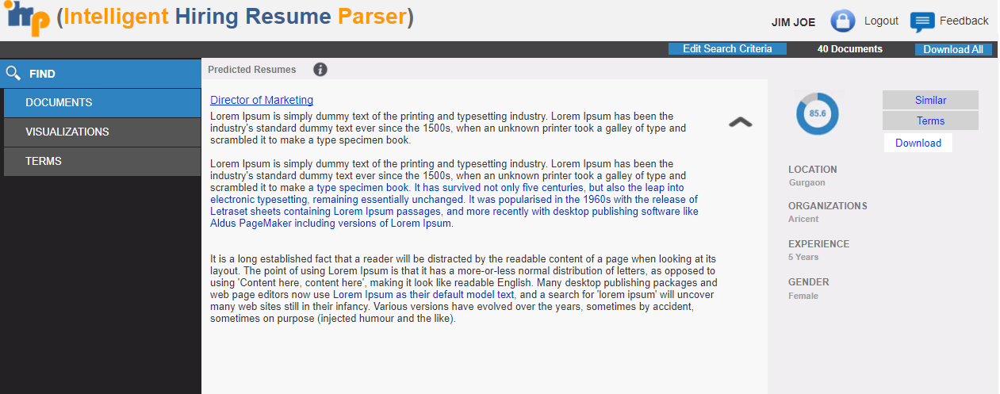 ihrp (Intelligent Hiring Resume Parser)
JIM JOE Logout Feedback
Edit Search Criteria 40 Documents Download All
FIND
DOCUMENTS
VISUALIZATIONS
TERMS
Predicted Resumes i
Director of Marketing
Lorem Ipsum is simply dummy text of the printing and typesetting industry. Lorem Ipsum has been the
industry's standard dummy text ever since the 1500s, when an unknown printer took a galley of type and
scrambled it to make a type specimen book.
Lorem Ipsum is simply dummy text of the printing and typesetting industry. Lorem Ipsum has been the
industry's standard dummy text ever since the 1500s, when an unknown printer took a galley of type and
scrambled it to make a type specimen book. It has survived not only five centuries, but also the leap into
electronic typesetting, remaining essentially unchanged. It was popularised in the 1960s with the release of
Letraset sheets containing Lorem Ipsum passages, and more recently with desktop publishing software like
Aldus PageMaker including versions of Lorem Ipsum.
It is a long established fact that a reader will be distracted by the readable content of a page when looking at its
layout. The point of using Lorem Ipsum is that it has a more-or-less normal distribution of letters, as opposed to
using 'Content here, content here', making it look like readable English. Many desktop publishing packages and
web page editors now use Lorem Ipsum as their default model text, and a search for 'lorem ipsum' will uncover
many web sites still in their infancy. Various versions have evolved over the years, sometimes by accident,
sometimes on purpose (injected humour and the like).
85.6
Similar
Terms
Download
LOCATION
Gurgaon
ORGANIZATIONS
Aricent
EXPERIENCE
5 Years
GENDER
Female